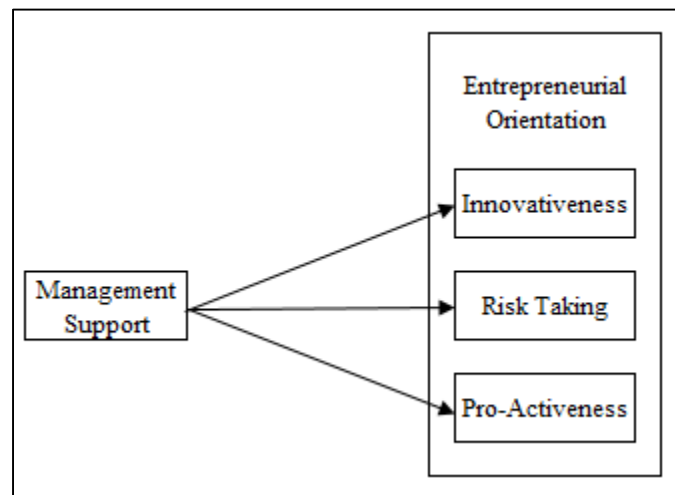 Entrepreneurial
Orientation
Innovativeness
Management
Support
Risk Taking
Pro-Activeness